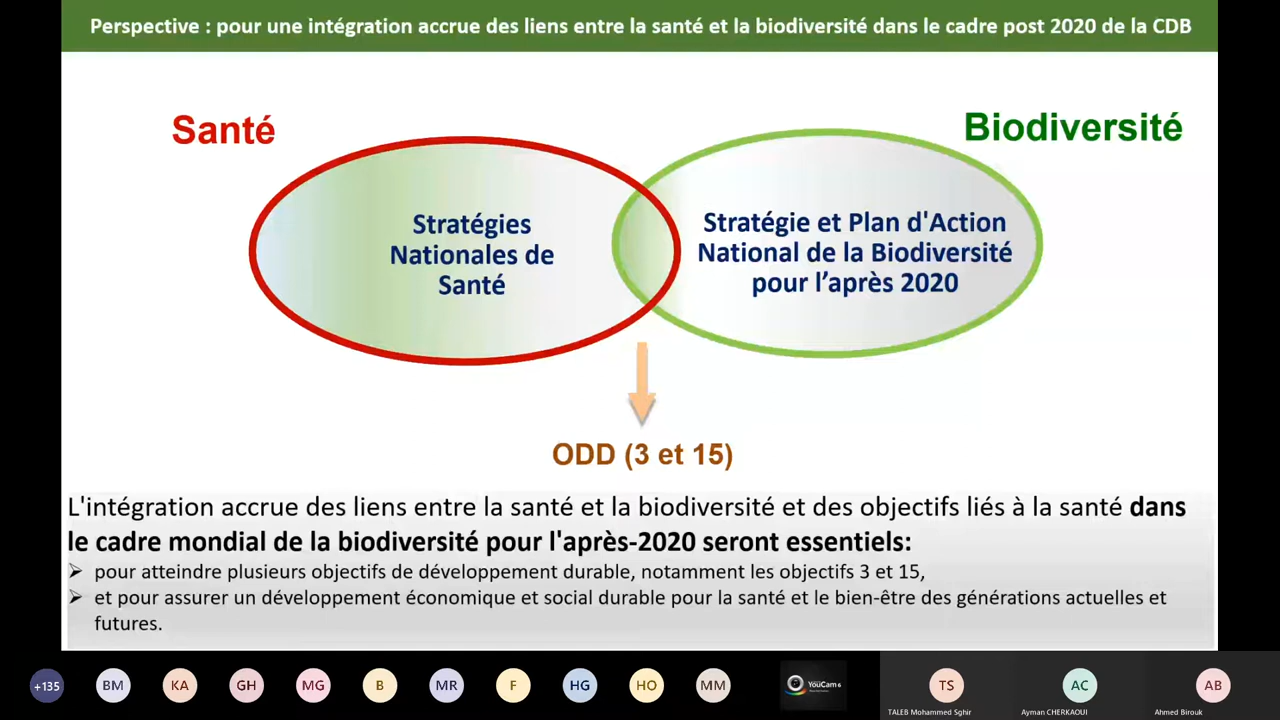 Perspective : pour une intégration accrue des liens entre la santé et la biodiversité dans le cadre post 2020 de la CDB
Santé
Biodiversité
Stratégies
Nationales de
Santé
Stratégie et Plan d'Action
National de la Biodiversité
pour l’après 2020
ODD (3 et 15)
L'intégration accrue des liens entre la santé et la biodiversité et des objectifs liés à la santé dans
le cadre mondial de la biodiversité pour l'après-2020 seront essentiels:
pour atteindre plusieurs objectifs de développement durable, notamment les objectifs 3 et 15,
et pour assurer un développement économique et social durable pour la santé et le bien-être des générations actuelles et
futures.
+135
BM
KA
GH
MG
B
MR
F
HG
HO
MM
YouCam 6
TS
AC
AB
TALEB Mohammed Sghir
Ayman CHERKAOUI
Ahmed Birouk